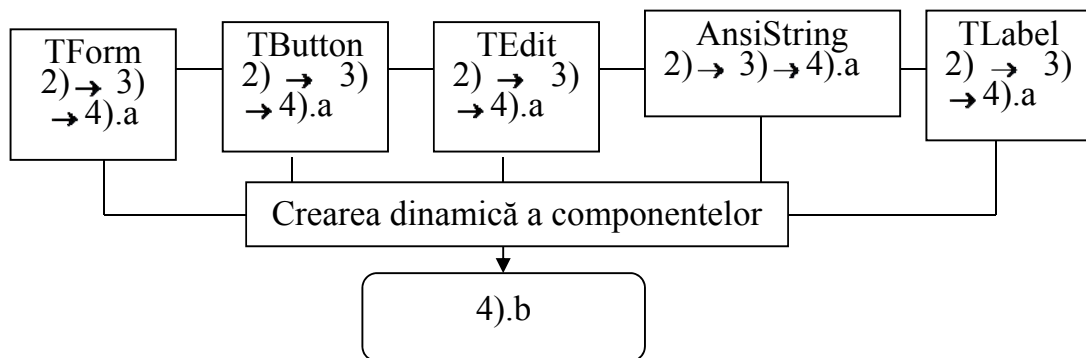 TForm
2) → 3)
→ 4).a
TButton
2) → 3)
→ 4).a
TEdit
2) → 3)
→ 4).a
AnsiString
2) → 3) → 4).a
TLabel
2) → 3)
→ 4).a
Crearea dinamică a componentelor
4).b